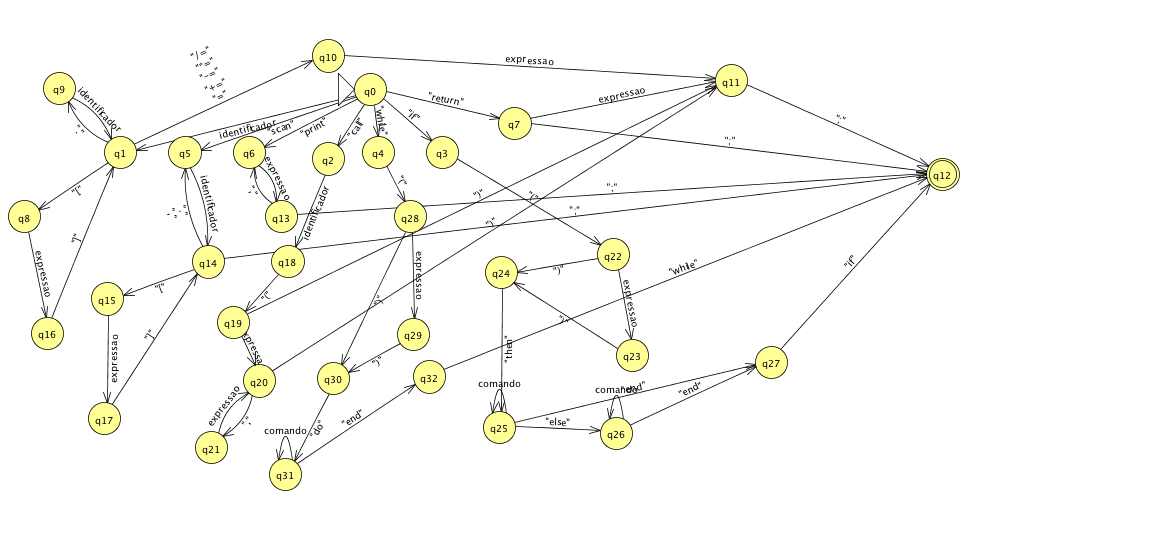 "/="
"*="
"-="
"+="
"="
q10
expressao
q11
q9
identificador
"."
q0
"return"
expressao
q7
";"
";"
identificador
"scan"
"print"
"call"
"while"
"if"
q1
q5
q6
q2
q4
q3
q12
"["
identificador
expressao
","
"("
";"
q8
"]"
","
q13
identificador
q28
")"
";"
expressao
q14
q18
")"
expressao
q24
")"
q22
"while"
"if"
q15
"["
"("
expressao
q16
expressao
"]"
q19
q29
"then"
q23
q17
q20
q30
")"
q32
q27
expressao
","
"do"
"end"
comando
"end"
comando
"end"
q21
comando
q25
"else"
q26
q31